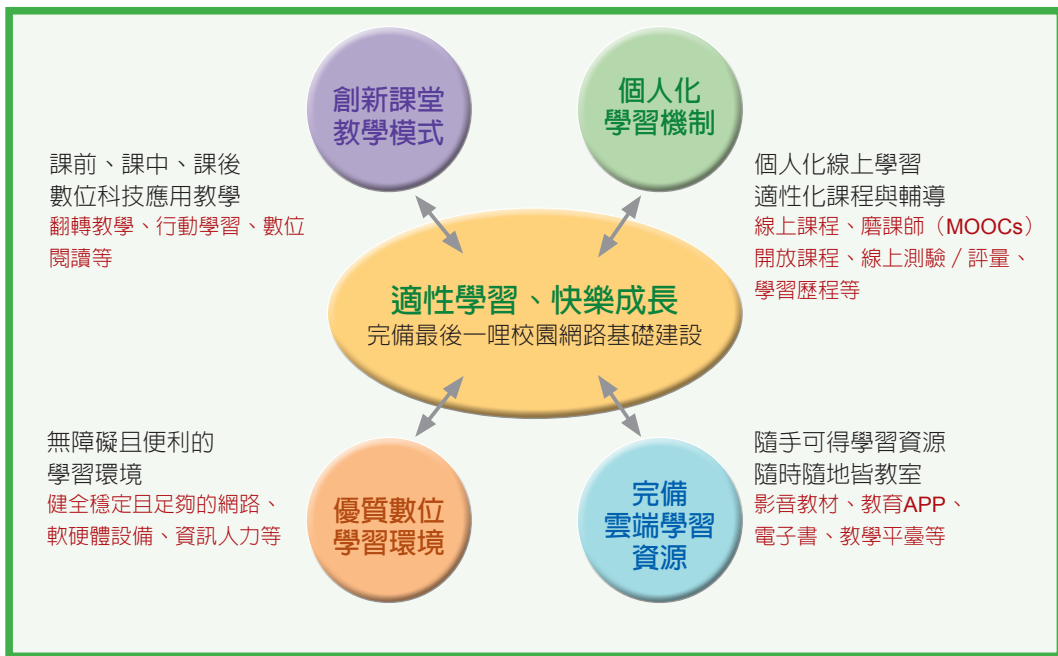 創新課堂
教學模式
課前、課中、課後
數位科技應用教學
翻轉教學、行動學習、數位
閱讀等
個人化
學習機制
個人化線上學習
適性化課程與輔導
線上課程、磨課師（MOOCs）
開放課程、線上測驗／評量、
學習歷程等
適性學習、快樂成長
完備最後一哩校園網路基礎建設
無障礙且便利的
學習環境
健全穩定且足夠的網路、
軟硬體設備、資訊人力等
優質數位
學習環境
完備
雲端學習
資源
隨手可得學習資源
隨時隨地皆教室
影音教材、教育APP、
電子書、教學平臺等